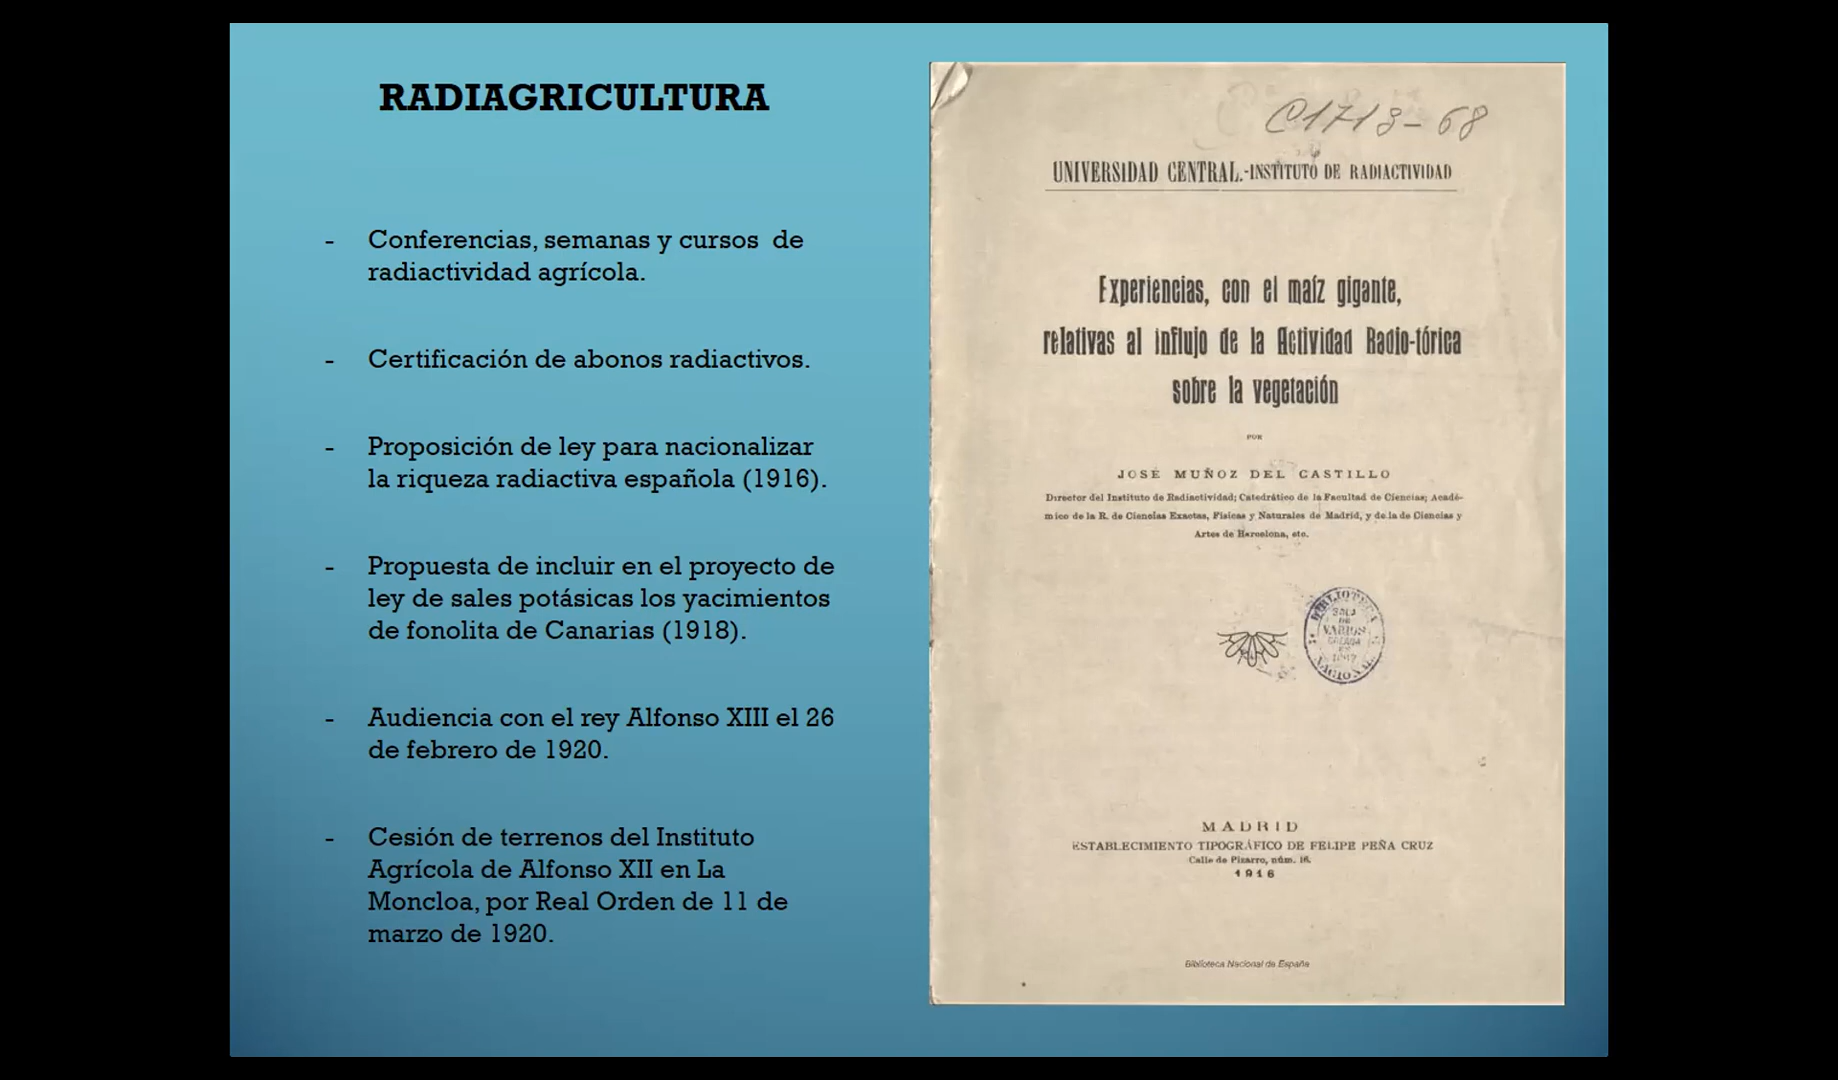 RADIAGRICULTURA
- Conferencias, semanas y cursos de
radiactividad agrícola.
- Certificación de abonos radiactivos.
- Proposición de ley para nacionalizar
la riqueza radiactiva española (1916).
- Propuesta de incluir en el proyecto de
ley de sales potásicas los yacimientos
de fonolita de Canarias (1918).
- Audiencia con el rey Alfonso XIII el 26
de febrero de 1920.
- Cesión de terrenos del Instituto
Agrícola de Alfonso XII en La
Moncloa, por Real Orden de 11 de
marzo de 1920.
C1713-68
UNIVERSIDAD CENTRAL.-INSTITUTO DE RADIACTIVIDAD
Experiencias, con el maíz gigante,
relativas al influjo de la Actividad Radio-tórica
sobre la vegetación
POR
JOSÉ MUÑOZ DEL CASTILLO
Director del Instituto de Radiactividad; Catedrático de la Facultad de Ciencias; Acadé-
mico de la R. de Ciencias Exactas, Físicas y Naturales de Madrid, y de la de Ciencias y
Artes de Barcelona, etc.
BIBLIOTECA
DE
VARIOS
NACIONAL
MADRID
ESTABLECIMIENTO TIPOGRÁFICO DE FELIPE PEÑA CRUZ
Calle de Pizarro, núm. 16.
1916
Biblioteca Nacional de España